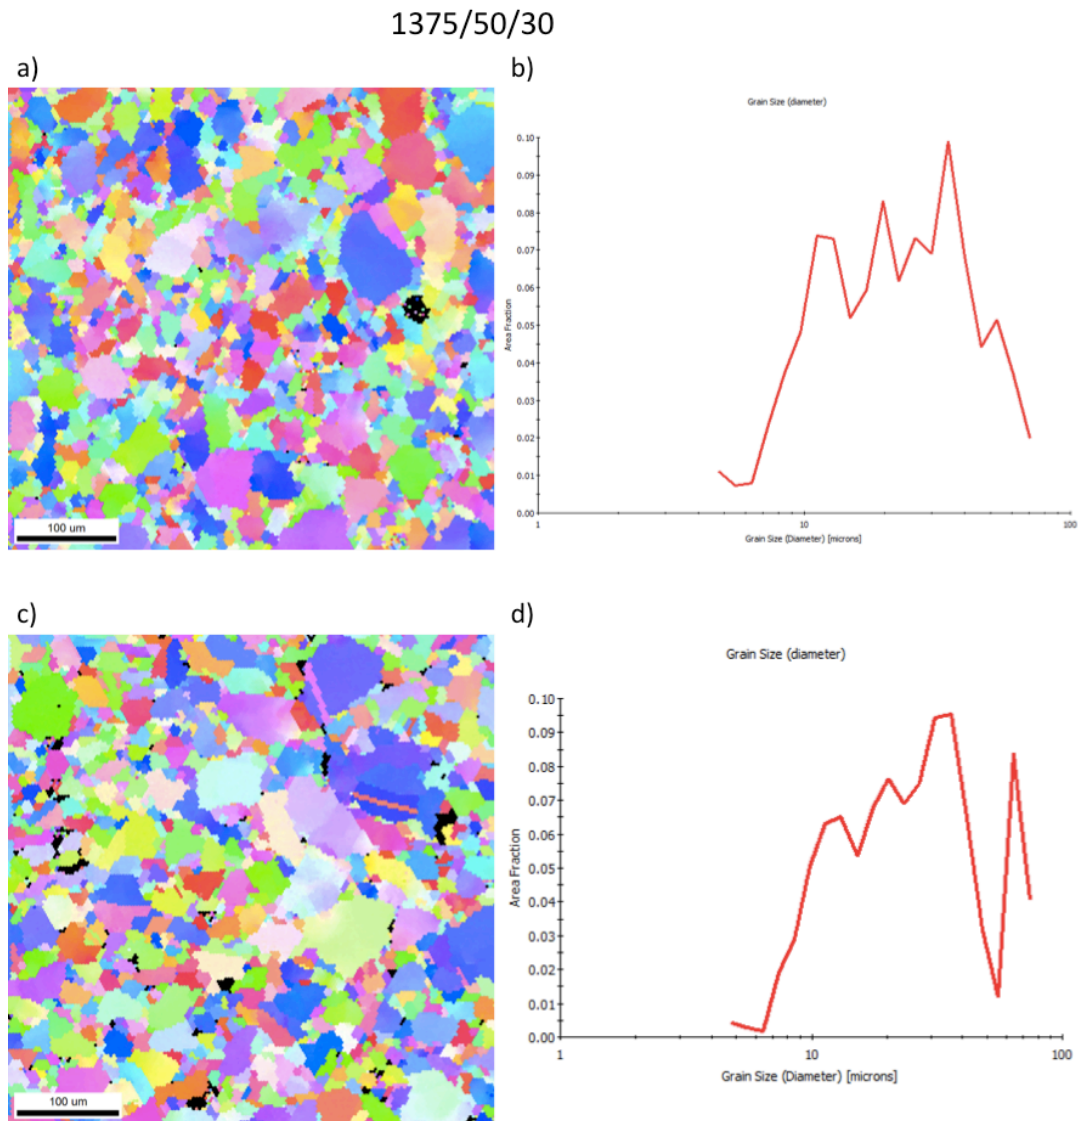 1375/50/30
a)
b)
100 um
Grain Size (diameter)
Area Fraction
0.10
0.09
0.08
0.07
0.06
0.05
0.04
0.03
0.02
0.01
0.00
1
10
100
Grain Size (Diameter) [microns]
c)
d)
100 um
Grain Size (diameter)
Area Fraction
0.10
0.09
0.08
0.07
0.06
0.05
0.04
0.03
0.02
0.01
0.00
1
10
100
Grain Size (Diameter) [microns]